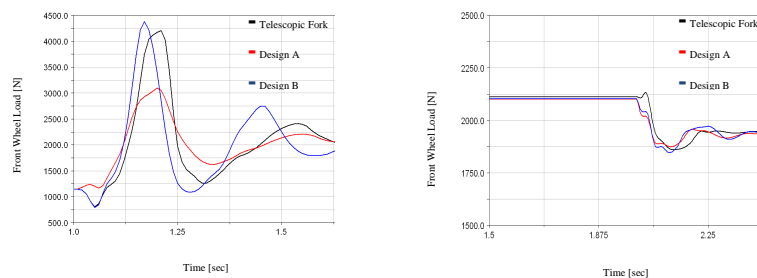 4500.0
4000.0
3500.0
3000.0
2500.0
2000.0
1500.0
1000.0
500.0
1.0
1.25
1.5
Front Wheel Load [N]
Time [sec]
Telescopic Fork
Design A
Design B
2500.0
2250.0
2000.0
1750.0
1500.0
1.5
1.875
2.25
Front Wheel Load [N]
Time [sec]
Telescopic Fork
Design A
Design B